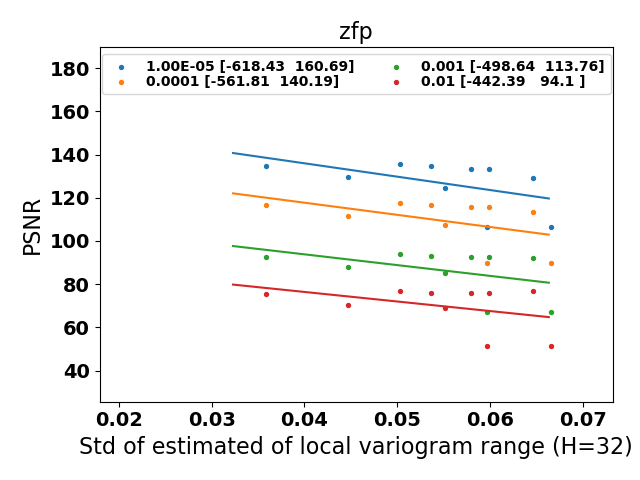 zfp
1.00E-05 [-618.43 160.69]
0.0001 [-561.81 140.19]
0.001 [-498.64 113.76]
0.01 [-442.39 94.1 ]
PSNR
180
160
140
120
100
80
60
40
0.02 0.03 0.04 0.05 0.06 0.07
Std of estimated of local variogram range (H=32)